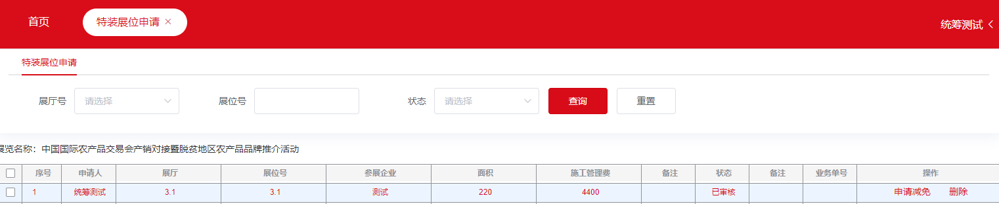 首页 特装展位申请 × 统筹测试 <
特装展位申请
展厅号 请选择 展位号 状态 请选择 查询 重置
展览名称：中国国际农产品交易会产销对接暨脱贫地区农产品品牌推介活动
序号 申请人 展厅 展位号 参展企业 面积 施工管理费 备注 状态 备注 业务单号 操作
1 统筹测试 3.1 3.1 测试 220 4400 已审核 申请减免 删除